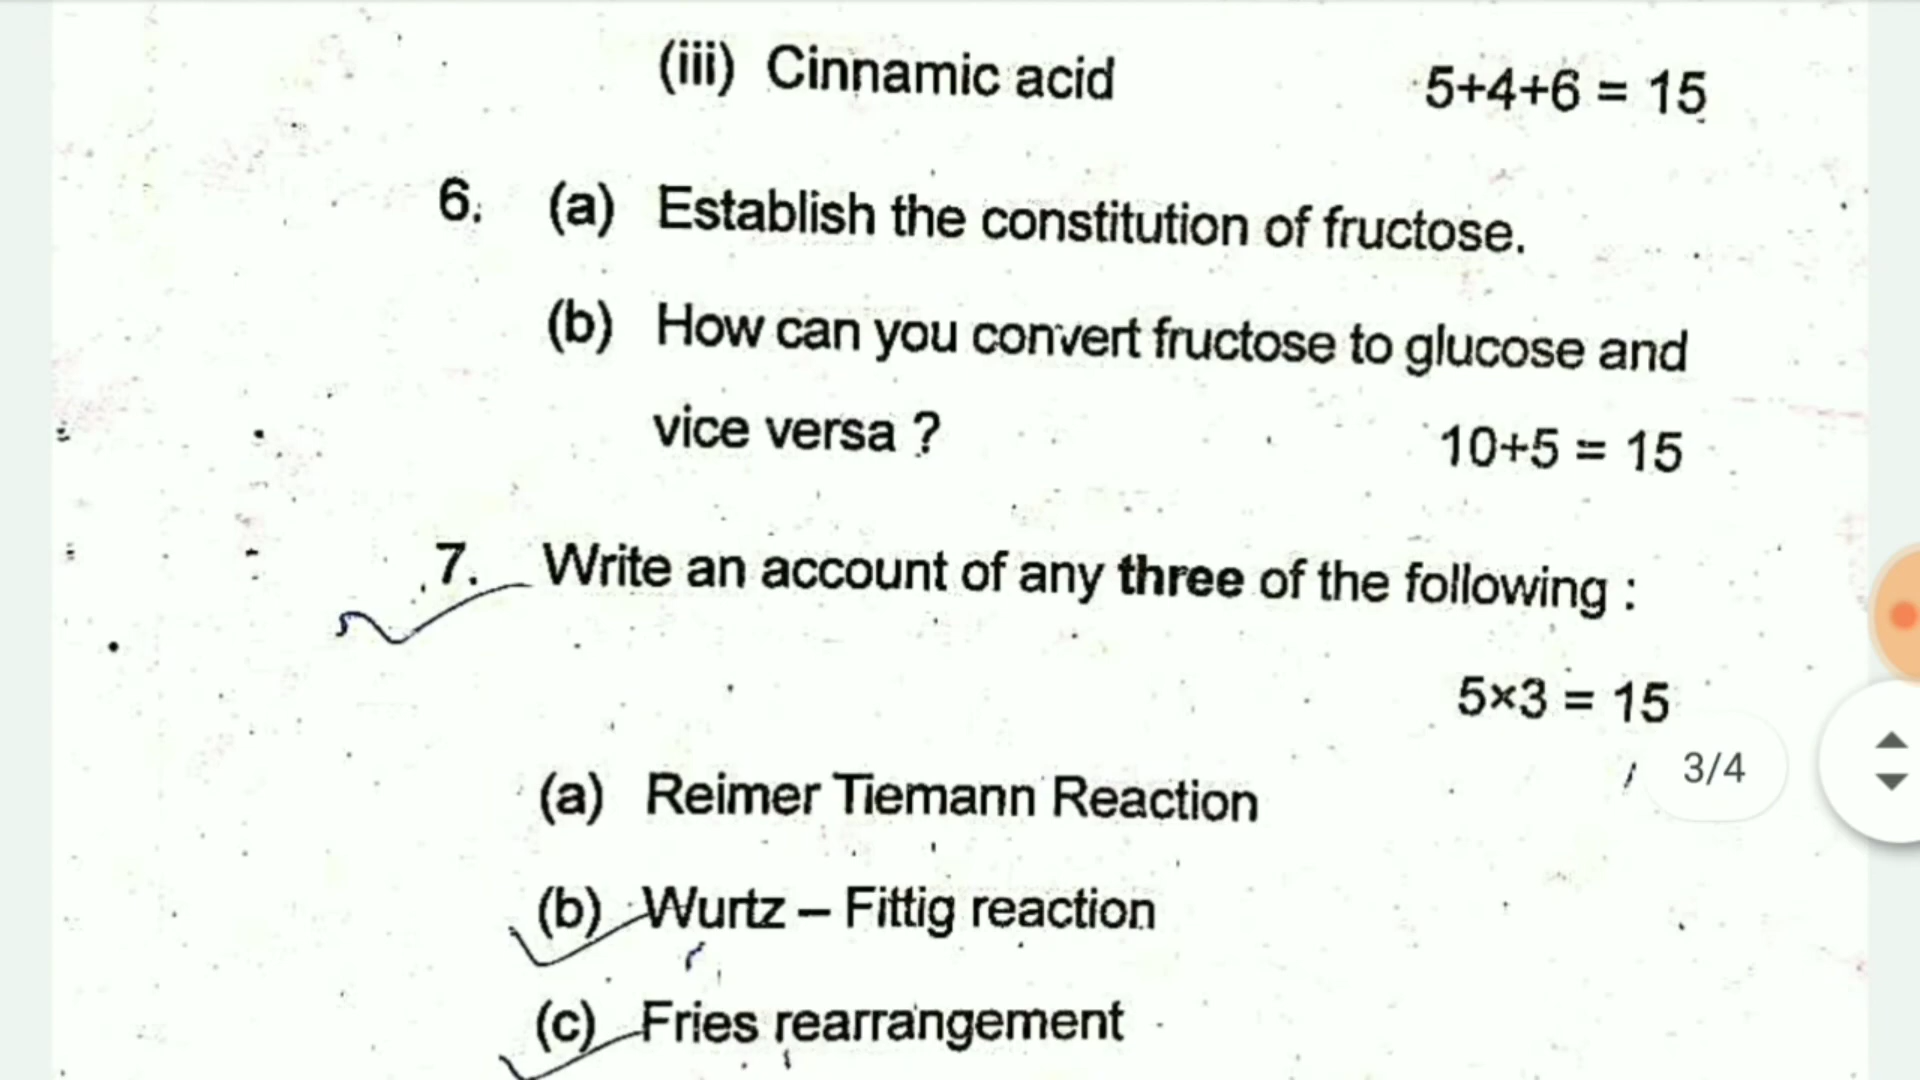 (iii) Cinnamic acid 5+4+6 = 15
6. (a) Establish the constitution of fructose.
(b) How can you convert fructose to glucose and
vice versa ? 10+5 = 15
7. Write an account of any three of the following :
5×3 = 15
3/4
(a) Reimer Tiemann Reaction
(b) Wurtz – Fittig reaction
(c) Fries rearrangement